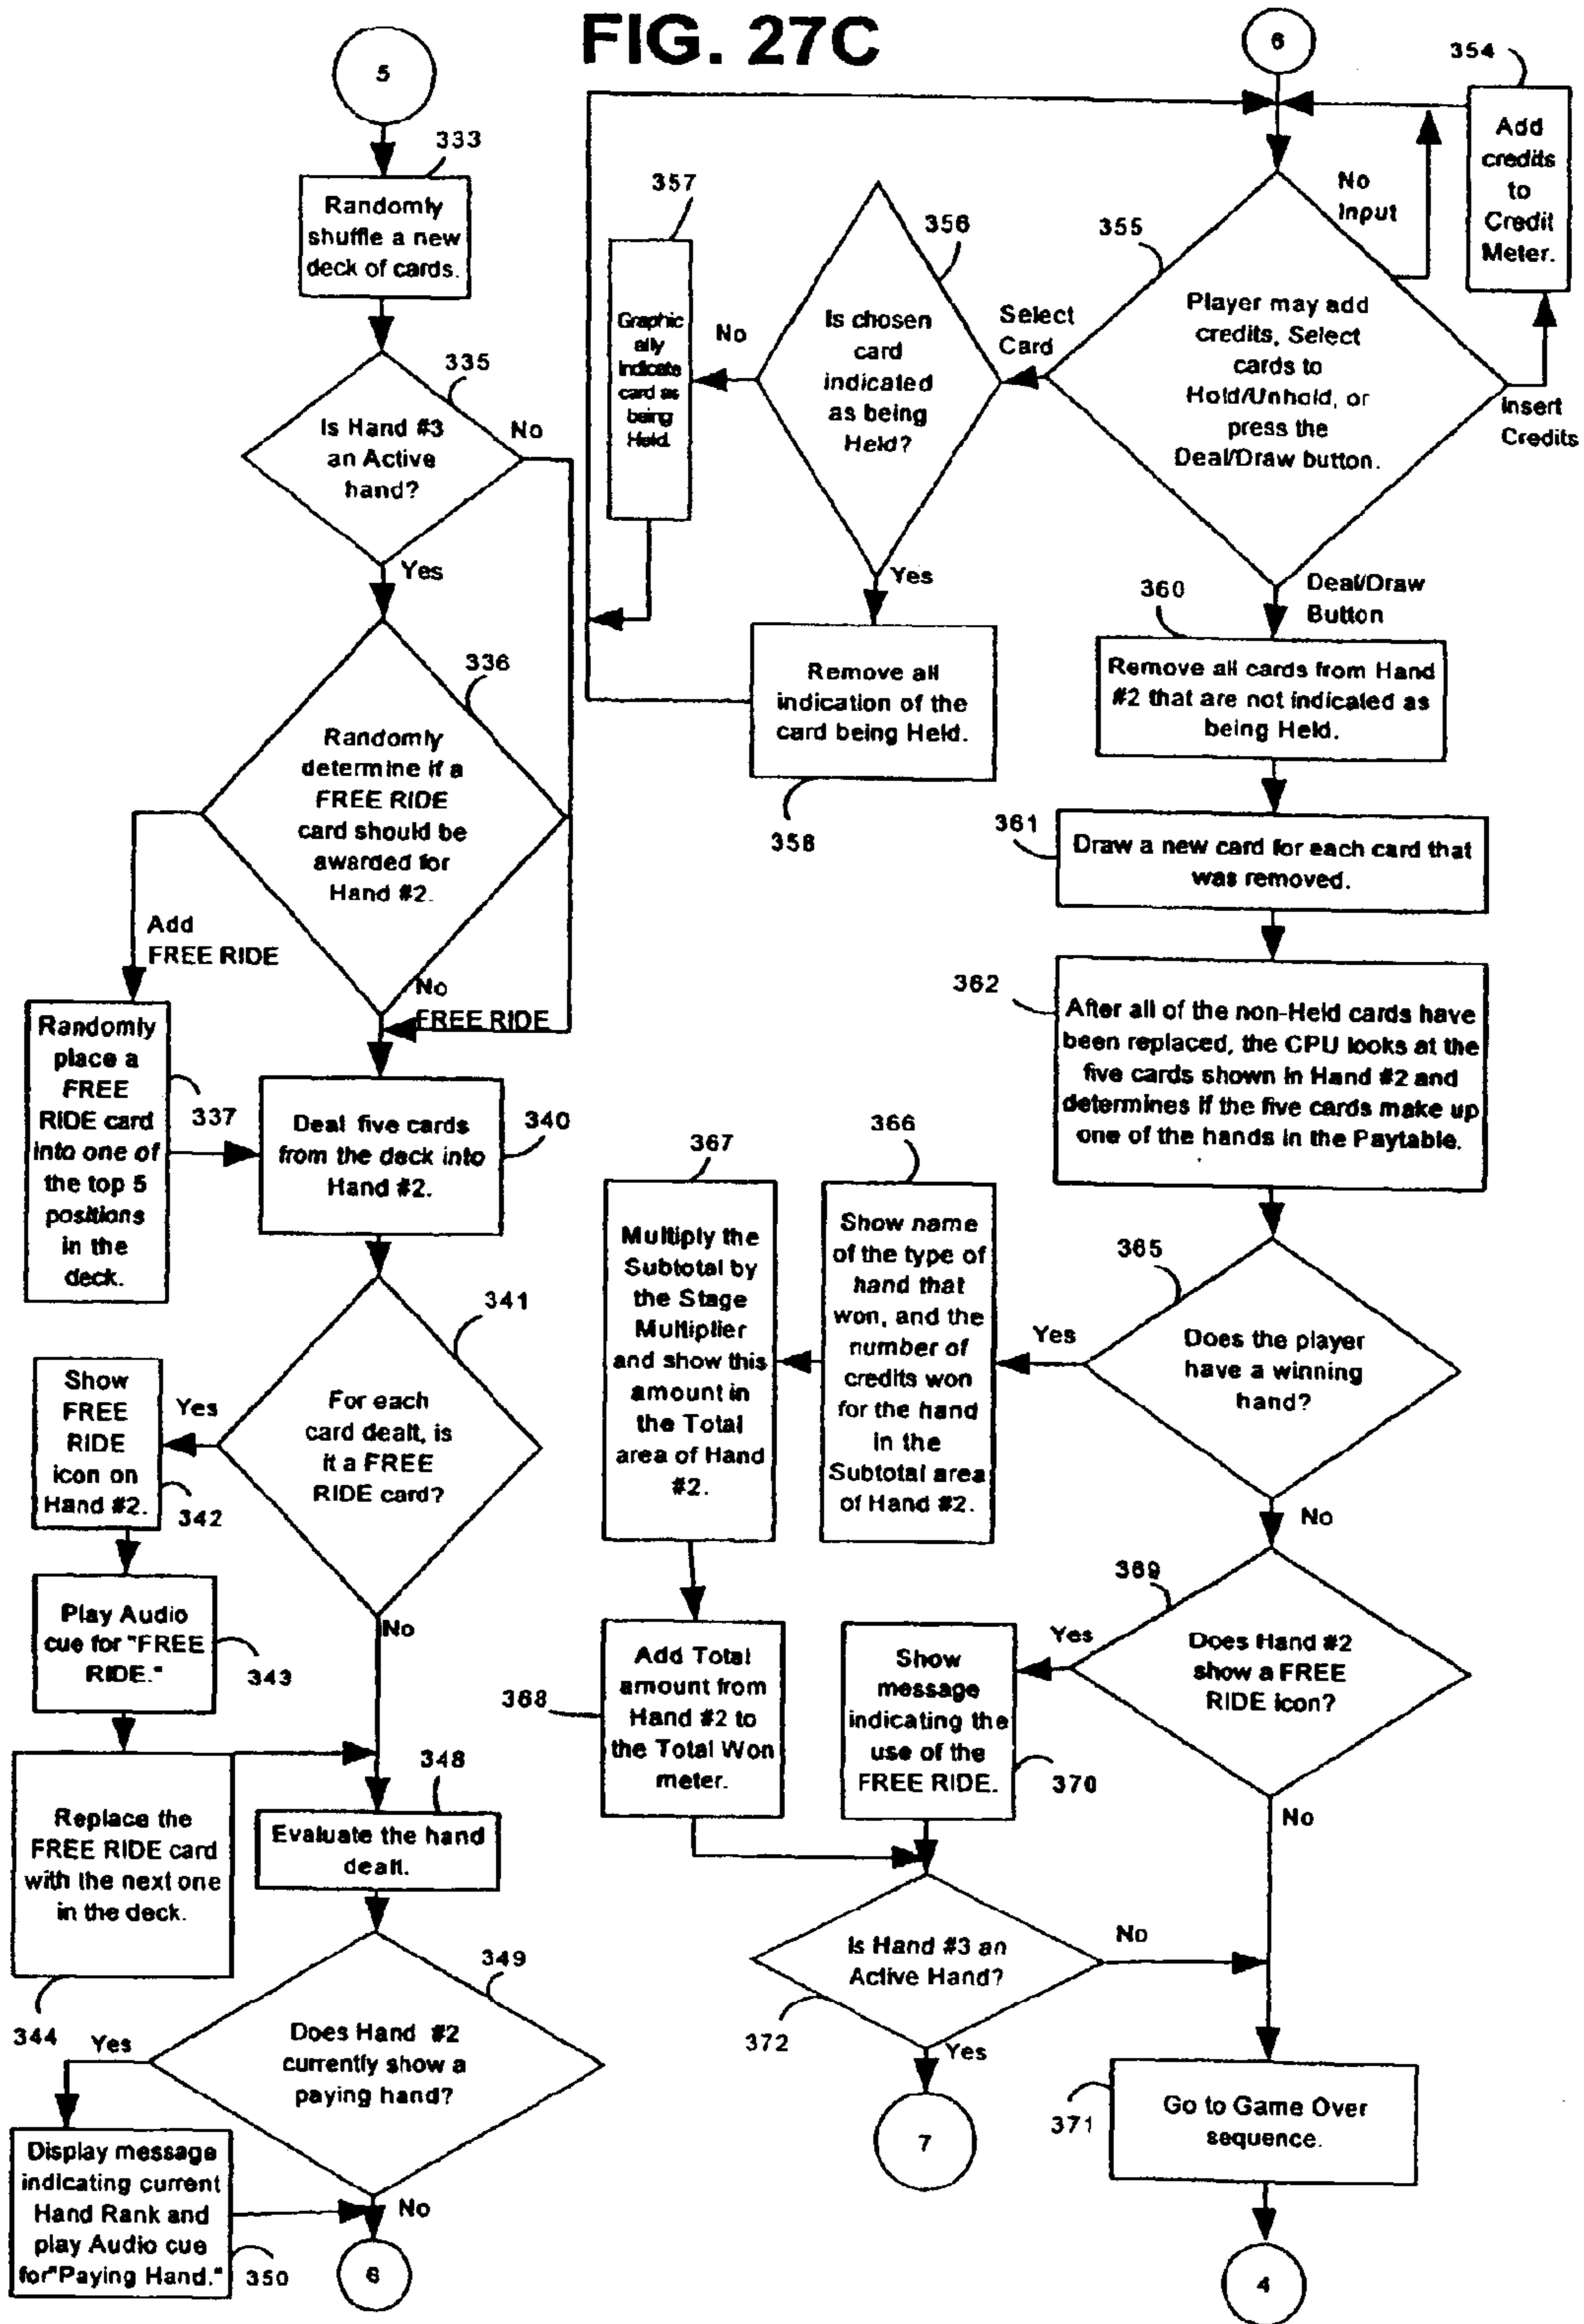 FIG. 27C
5
333
Randomly
shuffle a new
deck of cards.
335
Is Hand #3
an Active
hand?
No
Yes
336
Randomly
determine if a
FREE RIDE
card should be
awarded for
Hand #2.
Add
FREE RIDE
No
FREE RIDE
Randomly
place a
FREE
RIDE card
into one of
the top 5
positions
in the
deck.
337
Deal five cards
from the deck into
Hand #2.
340
341
For each
card dealt, is
it a FREE
RIDE card?
Yes
Show
FREE
RIDE
icon on
Hand #2.
342
No
Play Audio
cue for "FREE
RIDE."
343
Replace the
FREE RIDE card
with the next one
in the deck.
344
348
Evaluate the hand
dealt.
349
Does Hand #2
currently show a
paying hand?
Yes
Display message
indicating current
Hand Rank and
play Audio cue
for"Paying Hand."
350
No
6
6
354
Add
credits
to
Credit
Meter.
No
Input
355
Player may add
credits, Select
cards to
Hold/Unhold, or
press the
Deal/Draw button.
Insert
Credits
Select
Card
356
Is chosen
card
indicated
as being
Held?
No
357
Graphic
ally
indicate
card as
being
Held.
Yes
Remove all
indication of the
card being Held.
358
Deal/Draw
Button
360
Remove all cards from Hand
#2 that are not indicated as
being Held.
361
Draw a new card for each card that
was removed.
362
After all of the non-Held cards have
been replaced, the CPU looks at the
five cards shown in Hand #2 and
determines if the five cards make up
one of the hands in the Paytable.
365
Does the player
have a winning
hand?
Yes
366
Show name
of the type of
hand that
won, and the
number of
credits won
for the hand
in the
Subtotal area
of Hand #2.
367
Multiply the
Subtotal by
the Stage
Multiplier
and show this
amount in
the Total
area of Hand
#2.
368
Add Total
amount from
Hand #2 to
the Total Won
meter.
No
369
Does Hand #2
show a FREE
RIDE icon?
Yes
Show
message
indicating the
use of the
FREE RIDE.
370
No
Is Hand #3 an
Active Hand?
372
No
Yes
7
371
Go to Game Over
sequence.
4